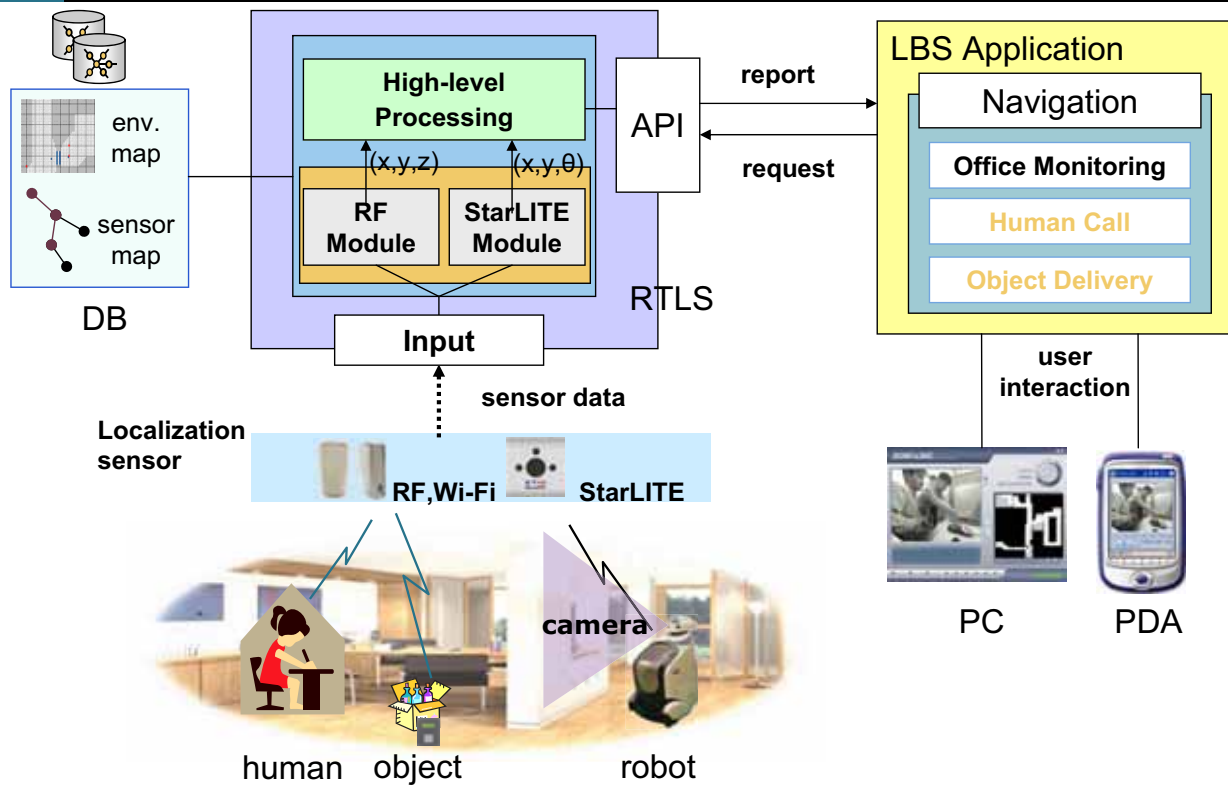 LBS Application
Navigation
Office Monitoring
Human Call
Object Delivery
High-level
Processing
(x,y,z)
(x,y,θ)
RF
Module
StarLITE
Module
API
report
request
RTLS
env.
map
sensor
map
DB
Input
sensor data
user
interaction
Localization
sensor
RF,Wi-Fi
StarLITE
camera
human
object
robot
PC
PDA